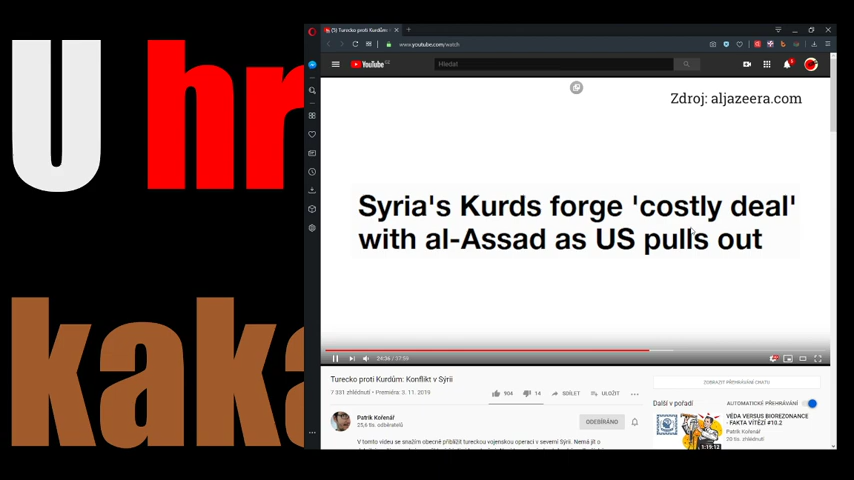 U hr
kaka
(5) Turecko proti Kurdům:
www.youtube.com/watch
YouTube CZ
Hledat
Zdroj: aljazeera.com
Syria's Kurds forge 'costly deal'
with al-Assad as US pulls out
24:36 / 37:59
Turecko proti Kurdům: Konflikt v Sýrii
7 331 zhlédnutí • Premiéra: 3. 11. 2019
904
14
SDÍLET
ULOŽIT
Patrik Kořenář
25,6 tis. odběratelů
ODEBÍRÁNO
V tomto videu se snažím obecně přiblížit tureckou vojenskou operaci v severní Sýrii. Nemá jít o
ZOBRAZIT PŘEHRÁVÁNÍ CHATU
Další v pořadí
AUTOMATICKÉ PŘEHRÁVÁNÍ
VĚDA VERSUS BIOREZONANCE
- FAKTA VÍTĚZÍ #10.2
Patrik Kořenář
20 tis. zhlédnutí
1:19:12